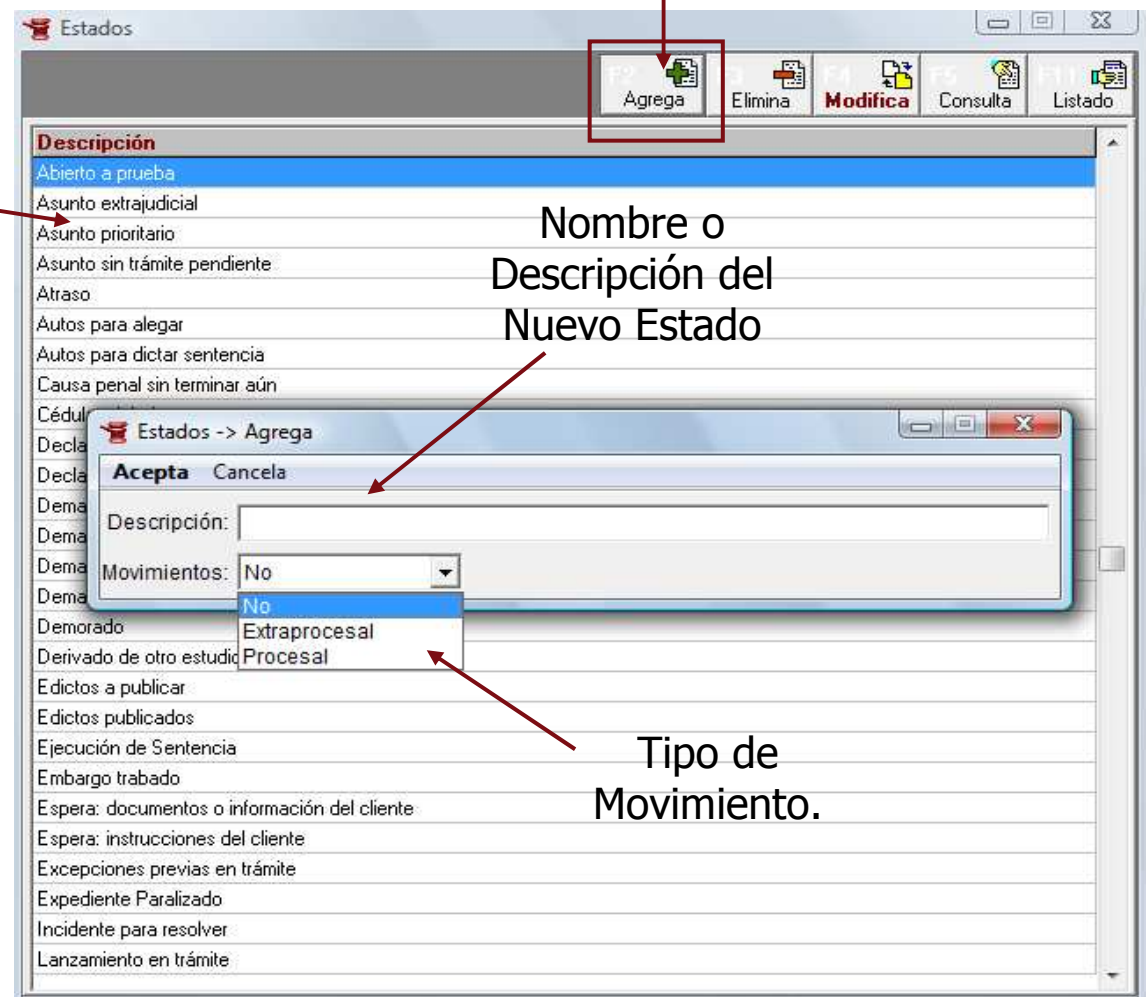 Estados
F2
Agrega
F3
Elimina
F4
Modifica
F5
Consulta
F11
Listado
Descripción
Abierto a prueba
Asunto extrajudicial
Asunto prioritario
Asunto sin trámite pendiente
Atraso
Autos para alegar
Autos para dictar sentencia
Causa penal sin terminar aún
Nombre o
Descripción del
Nuevo Estado
Estados -> Agrega
Acepta Cancela
Descripción:
Movimientos: No
No
Extraprocesal
Procesal
Demorado
Derivado de otro
Edictos a publicar
Edictos publicados
Ejecución de Sentencia
Embargo trabado
Espera: documentos o información del cliente
Espera: instrucciones del cliente
Excepciones previas en trámite
Expediente Paralizado
Incidente para resolver
Lanzamiento en trámite
Tipo de
Movimiento.